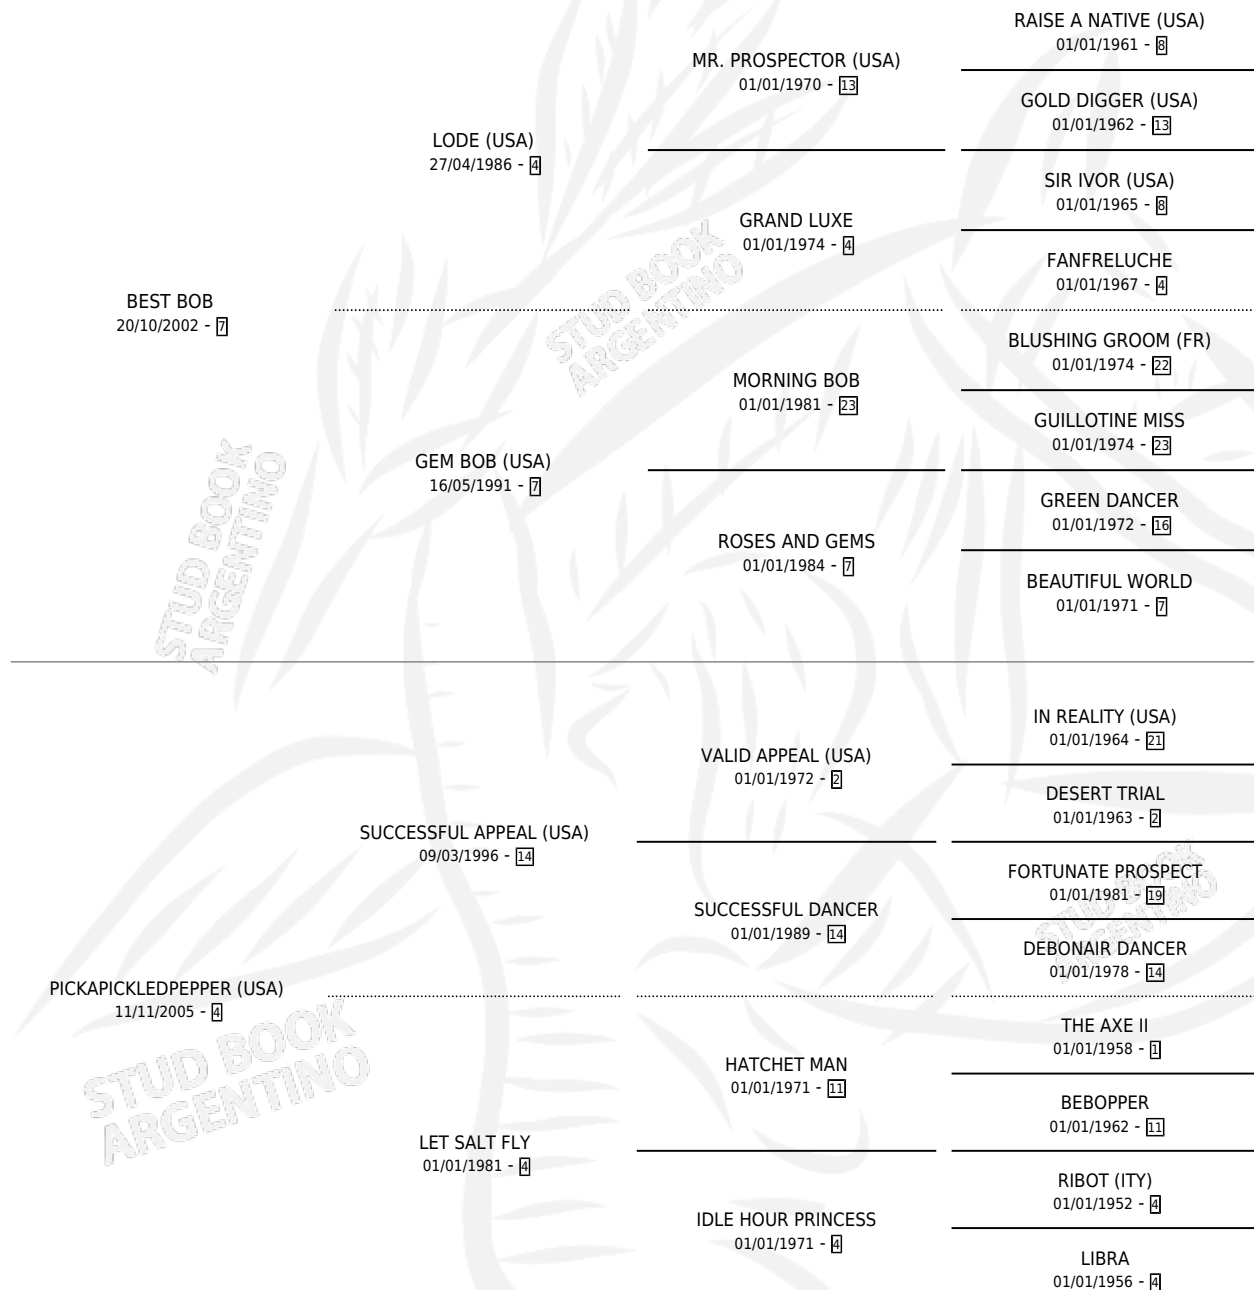 RAISE A NATIVE (USA)
01/01/1961 - 8
MR. PROSPECTOR (USA)
01/01/1970 - 13
GOLD DIGGER (USA)
01/01/1962 - 13
LODE (USA)
27/04/1986 - 4
SIR IVOR (USA)
01/01/1965 - 8
GRAND LUXE
01/01/1974 - 4
FANFRELUCHE
01/01/1967 - 4
BEST BOB
20/10/2002 - 7
STUD BOOK
ARGENTINO
BLUSHING GROOM (FR)
01/01/1974 - 22
MORNING BOB
01/01/1981 - 23
GUILLOTINE MISS
01/01/1974 - 23
GEM BOB (USA)
16/05/1991 - 7
GREEN DANCER
01/01/1972 - 16
ROSES AND GEMS
01/01/1984 - 7
BEAUTIFUL WORLD
01/01/1971 - 7
STUD BOOK
ARGENTINO
IN REALITY (USA)
01/01/1964 - 21
VALID APPEAL (USA)
01/01/1972 - 2
DESERT TRIAL
01/01/1963 - 2
SUCCESSFUL APPEAL (USA)
09/03/1996 - 14
FORTUNATE PROSPECT
01/01/1981 - 19
SUCCESSFUL DANCER
01/01/1989 - 14
STUD BOOK
ARGENTINO
DEBONAIR DANCER
01/01/1978 - 14
PICKAPICKLEDPEPPER (USA)
11/11/2005 - 4
STUD BOOK
ARGENTINO
THE AXE II
01/01/1958 - 1
HATCHET MAN
01/01/1971 - 11
BEBOPPER
01/01/1962 - 11
LET SALT FLY
01/01/1981 - 4
RIBOT (ITY)
01/01/1952 - 4
IDLE HOUR PRINCESS
01/01/1971 - 4
LIBRA
01/01/1956 - 4